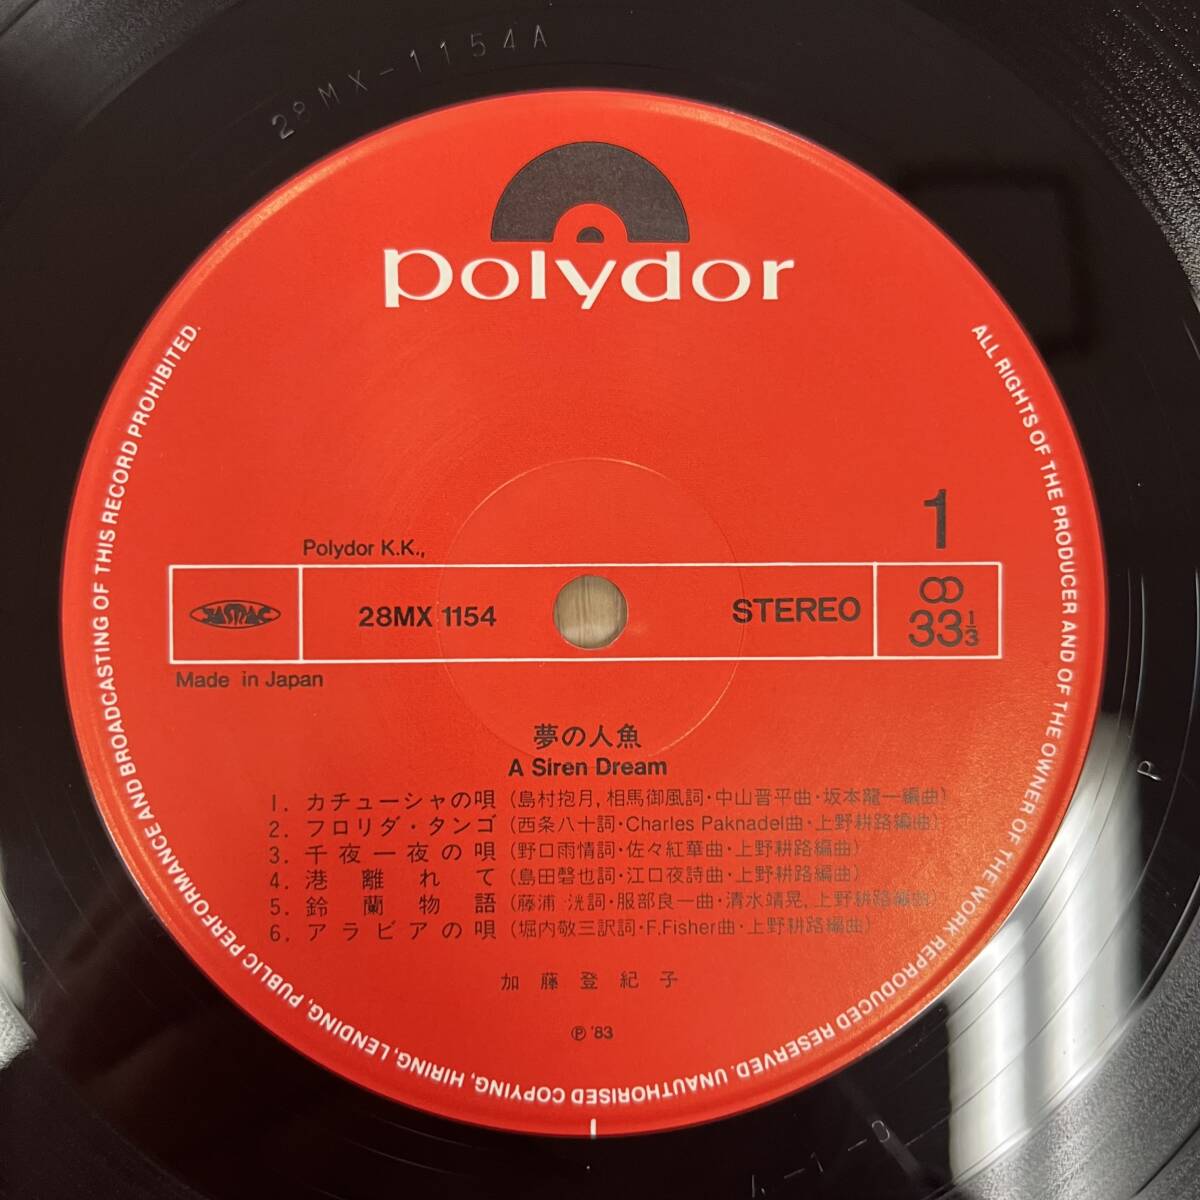 28MX-1154A
polydor
1
Polydor K.K.,
JASRAC
28MX 1154
STEREO
33 1/3
Made in Japan
夢の人魚
A Siren Dream
1. カチューシャの唄 (島村抱月, 相馬御風詞・中山晋平曲・坂本龍一編曲)
2. フロリダ・タンゴ (西条八十詞・Charles Paknadel曲・上野耕路編曲)
3. 千夜一夜の唄 (野口雨情詞・佐々紅華曲・上野耕路編曲)
4. 港離れて (島田磬也詞・江口夜詩曲・上野耕路編曲)
5. 鈴蘭物語 (藤浦 洸詞・服部良一曲・清水靖晃, 上野耕路編曲)
6. アラビアの唄 (堀内敬三訳詞・F.Fisher曲・上野耕路編曲)
加藤登紀子
Ⓟ '83
ALL RIGHTS OF THE PRODUCER AND OF THE OWNER OF THE WORK REPRODUCED RESERVED. UNAUTHORISED COPYING, HIRING, LENDING, PUBLIC PERFORMANCE AND BROADCASTING OF THIS RECORD PROHIBITED.
P